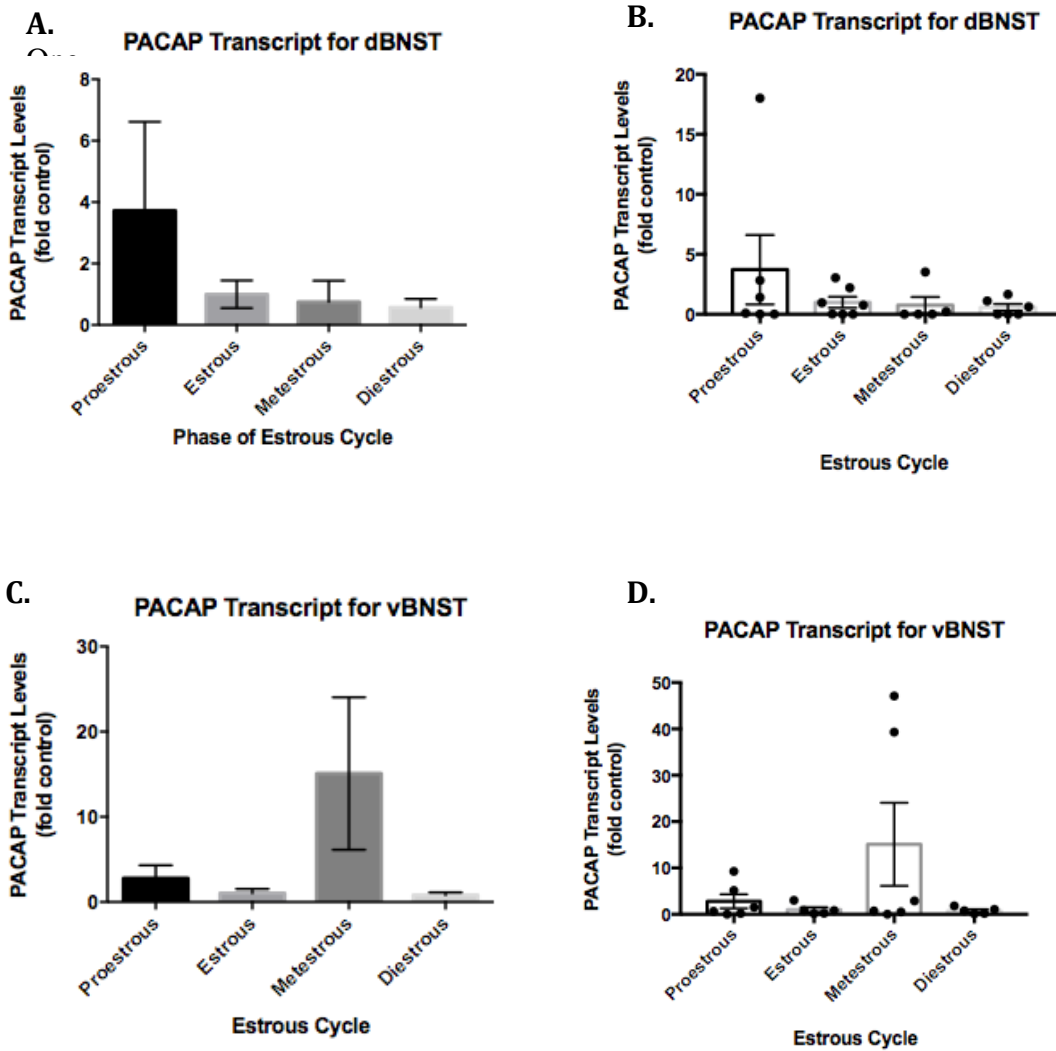 A.
PACAP Transcript for dBNST
PACAP Transcript Levels
(fold control)
8
6
4
2
0
Proestrous
Estrous
Metestrous
Diestrous
Phase of Estrous Cycle
B.
PACAP Transcript for dBNST
PACAP Transcript Levels
(fold control)
20
15
10
5
0
Proestrous
Estrous
Metestrous
Diestrous
Estrous Cycle
C.
PACAP Transcript for vBNST
PACAP Transcript Levels
(fold control)
30
20
10
0
Proestrous
Estrous
Metestrous
Diestrous
Estrous Cycle
D.
PACAP Transcript for vBNST
PACAP Transcript Levels
(fold control)
50
40
30
20
10
0
Proestrous
Estrous
Metestrous
Diestrous
Estrous Cycle